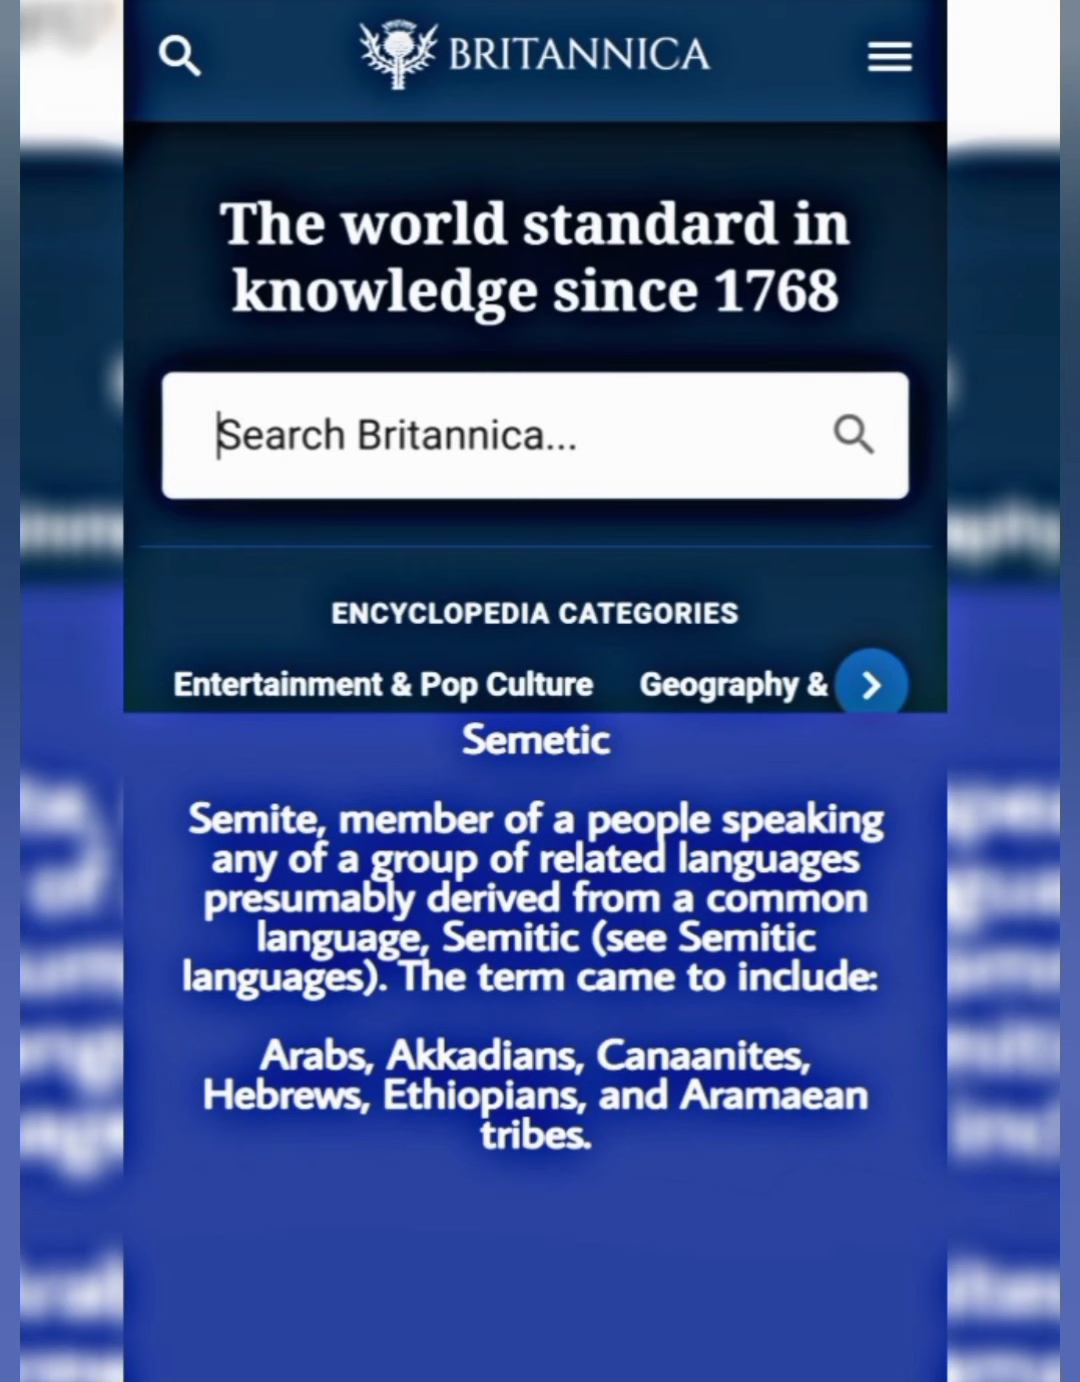 BRITANNICA
The world standard in
knowledge since 1768
Search Britannica...
ENCYCLOPEDIA CATEGORIES
Entertainment & Pop Culture Geography &
Semetic
Semite, member of a people speaking
any of a group of related languages
presumably derived from a common
language, Semitic (see Semitic
languages). The term came to include:
Arabs, Akkadians, Canaanites,
Hebrews, Ethiopians, and Aramaean
tribes.